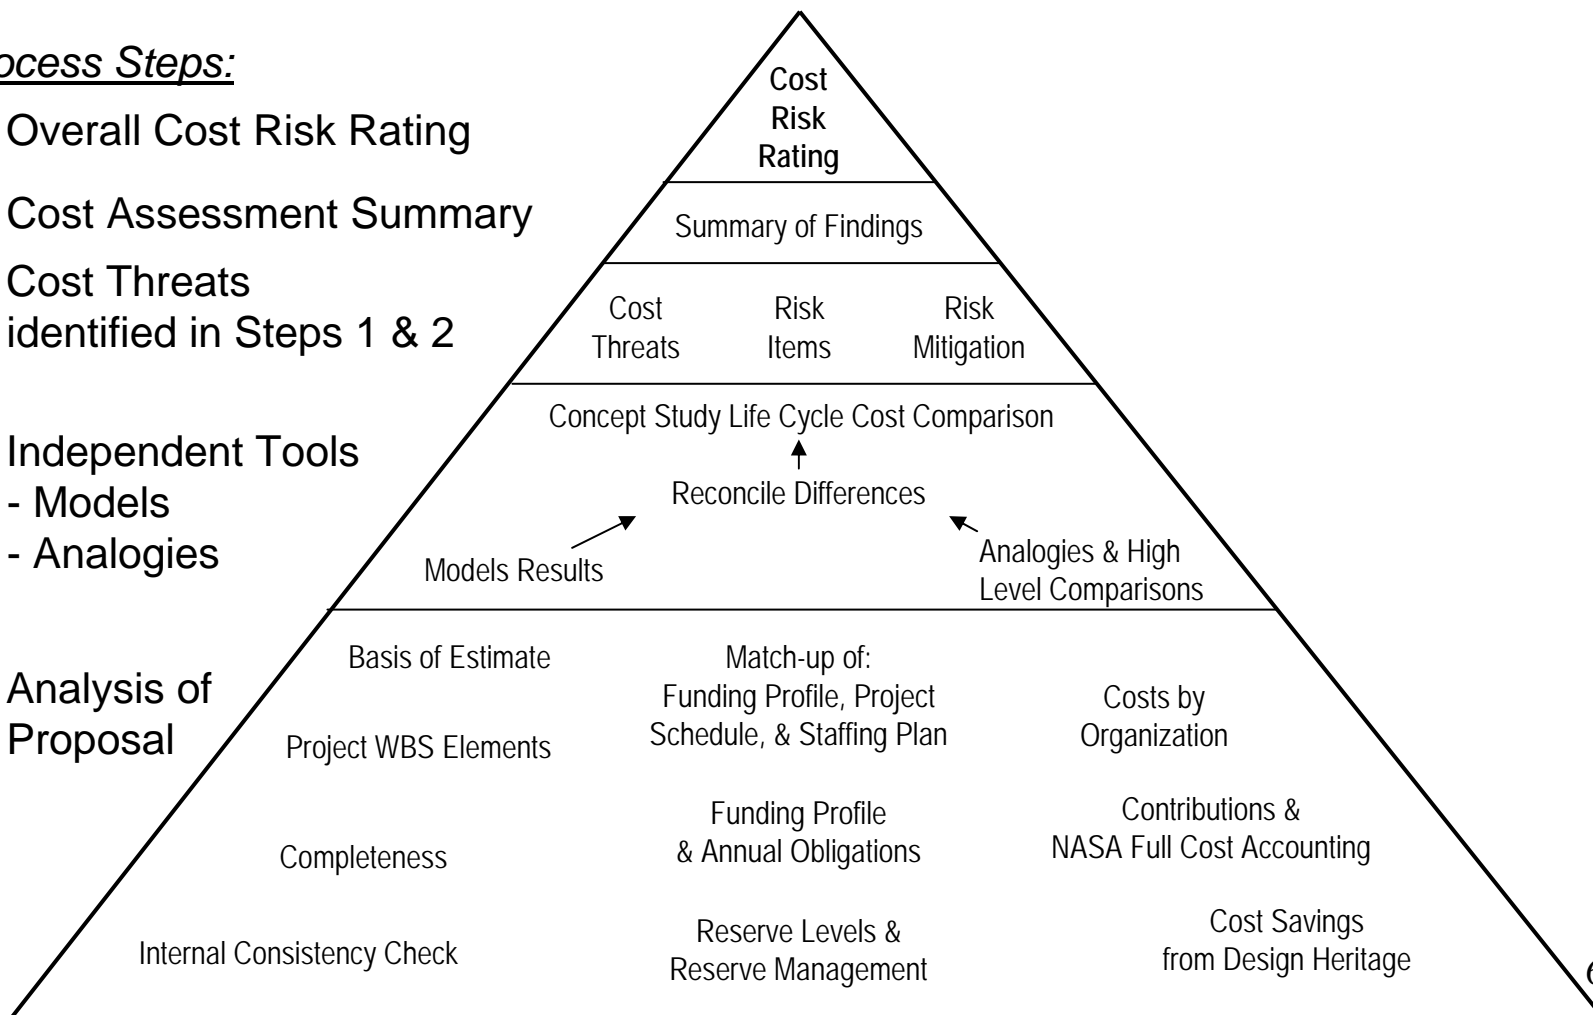 ocess Steps:
Overall Cost Risk Rating
Cost Assessment Summary
Cost Threats
identified in Steps 1 & 2
Independent Tools
- Models
- Analogies
Analysis of
Proposal
Cost
Risk
Rating
Summary of Findings
Cost
Threats
Risk
Items
Risk
Mitigation
Concept Study Life Cycle Cost Comparison
Reconcile Differences
Models Results
Analogies & High
Level Comparisons
Basis of Estimate
Match-up of:
Funding Profile, Project
Schedule, & Staffing Plan
Costs by
Organization
Project WBS Elements
Funding Profile
& Annual Obligations
Contributions &
NASA Full Cost Accounting
Completeness
Internal Consistency Check
Reserve Levels &
Reserve Management
Cost Savings
from Design Heritage